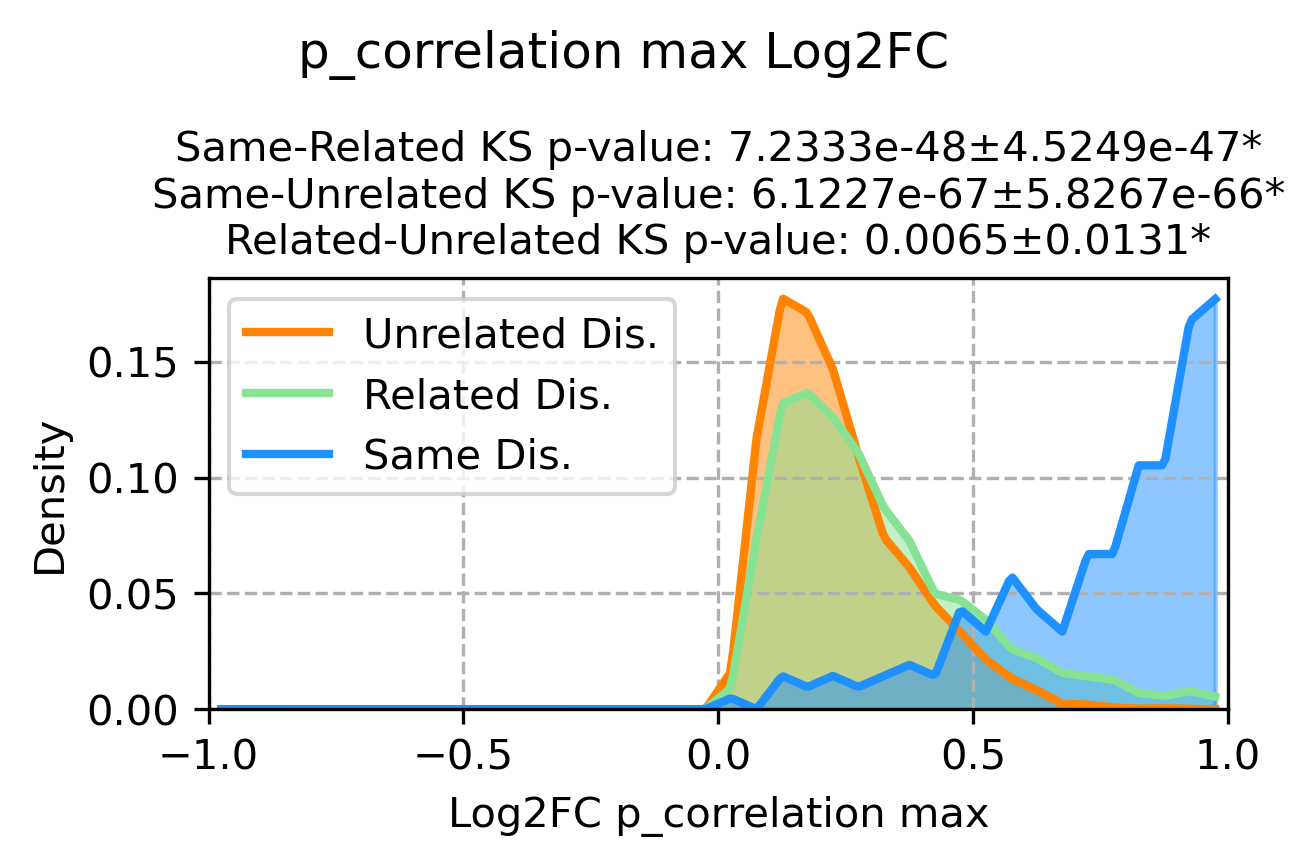 p_correlation max Log2FC
Same-Related KS p-value: 7.2333e-48±4.5249e-47*
Same-Unrelated KS p-value: 6.1227e-67±5.8267e-66*
Related-Unrelated KS p-value: 0.0065±0.0131*
Unrelated Dis.
Related Dis.
Same Dis.
Density
0.15
0.10
0.05
0.00
−1.0 −0.5 0.0 0.5 1.0
Log2FC p_correlation max